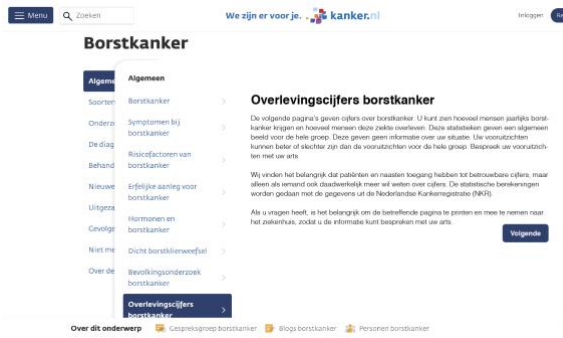 Menu
Zoeken
We zijn er voor je.
kanker.nl
Inloggen
Borstkanker
Algeme
Soorten
Onderzo
De diag
Behand
Nieuwe
Uitgeza
Gevolge
Niet me
Over de
Algemeen
Borstkanker
Symptomen bij
borstkanker
Risicofactoren van
borstkanker
Erfelijke aanleg voor
borstkanker
Hormonen en
borstkanker
Dicht borstklierweefsel
Bevolkingsonderzoek
borstkanker
Overlevingscijfers
borstkanker
Overlevingscijfers borstkanker
De volgende pagina's geven cijfers over borstkanker. U kunt zien hoeveel mensen jaarlijks borst-
kanker krijgen en hoeveel mensen deze ziekte overleven. Deze statistieken geven een algemeen
beeld voor de hele groep. Deze geven geen informatie over uw situatie. Uw vooruitzichten
kunnen beter of slechter zijn dan de vooruitzichten voor de hele groep. Bespreek uw vooruitzich-
ten met uw arts.
Wij vinden het belangrijk dat patiënten en naasten toegang hebben tot betrouwbare cijfers, maar
alleen als iemand ook daadwerkelijk meer wil weten over cijfers. De statistische berekeningen
worden gedaan met de gegevens uit de Nederlandse Kankerregistratie (NKR).
Als u vragen heeft, is het belangrijk om de betreffende pagina te printen en mee te nemen naar
het ziekenhuis, zodat u de informatie kunt bespreken met uw arts.
Volgende
Over dit onderwerp
Gespreksgroep borstkanker
Blogs borstkanker
Personen borstkanker